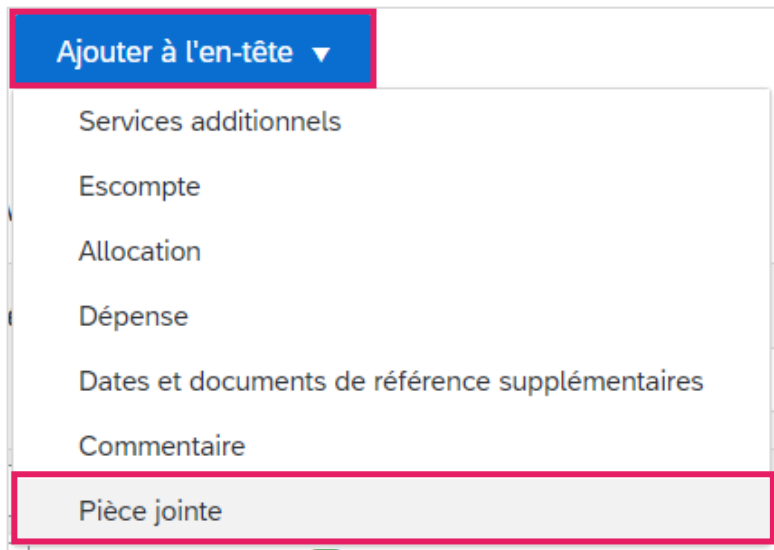 Ajouter à l'en-tête ▼
Services additionnels
Escompte
Allocation
Dépense
Dates et documents de référence supplémentaires
Commentaire
Pièce jointe